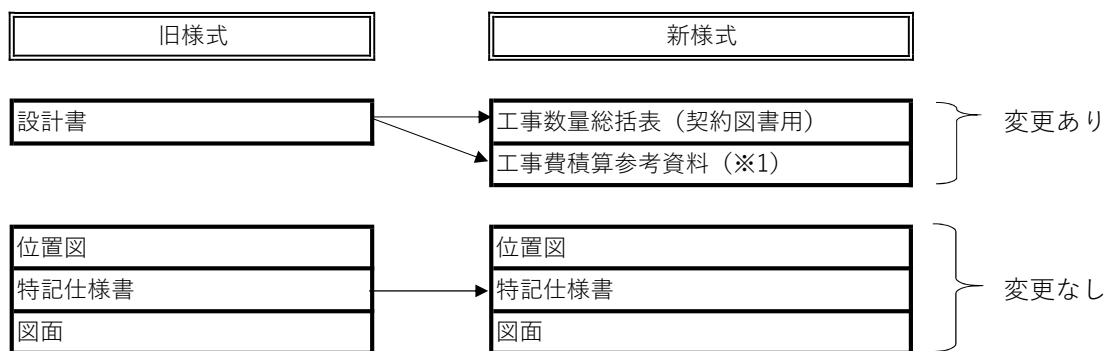 旧様式
新様式
設計書
工事数量総括表（契約図書用）
工事費積算参考資料（※1）
変更あり
位置図
特記仕様書
図面
位置図
特記仕様書
図面
変更なし